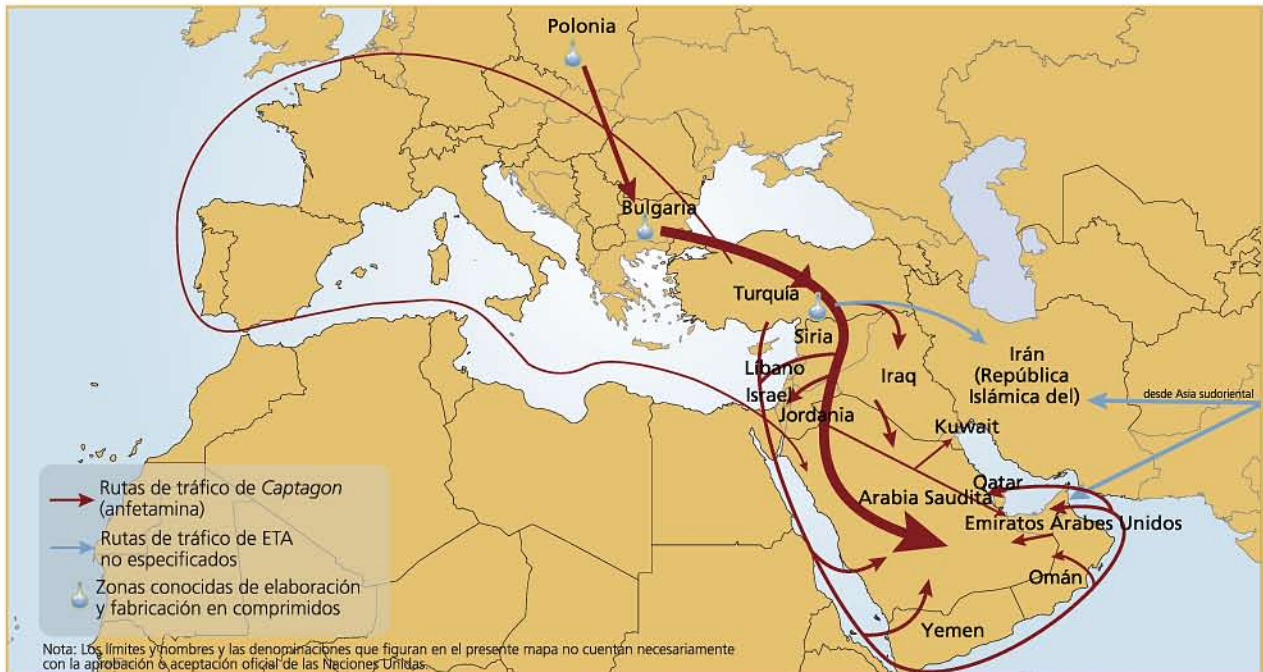 Polonia
Bulgaria
Turquía
Siria
Líbano
Israel
Jordania
Iraq
Irán
(República
Islámica del)
desde Asia sudoriental
Kuwait
Qatar
Arabia Saudita
Emiratos Árabes Unidos
Omán
Yemen
Rutas de tráfico de Captagon
(anfetamina)
Rutas de tráfico de ETA
no especificados
Zonas conocidas de elaboración
y fabricación en comprimidos
Nota: Los límites y nombres y las denominaciones que figuran en el presente mapa no cuentan necesariamente
con la aprobación o aceptación oficial de las Naciones Unidas.